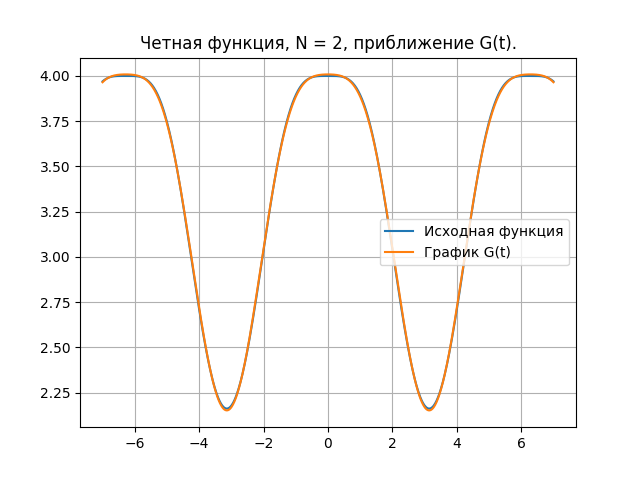 Четная функция, N = 2, приближение G(t).
4.00
3.75
3.50
3.25
3.00
2.75
2.50
2.25
Исходная функция
График G(t)
−6 −4 −2 0 2 4 6